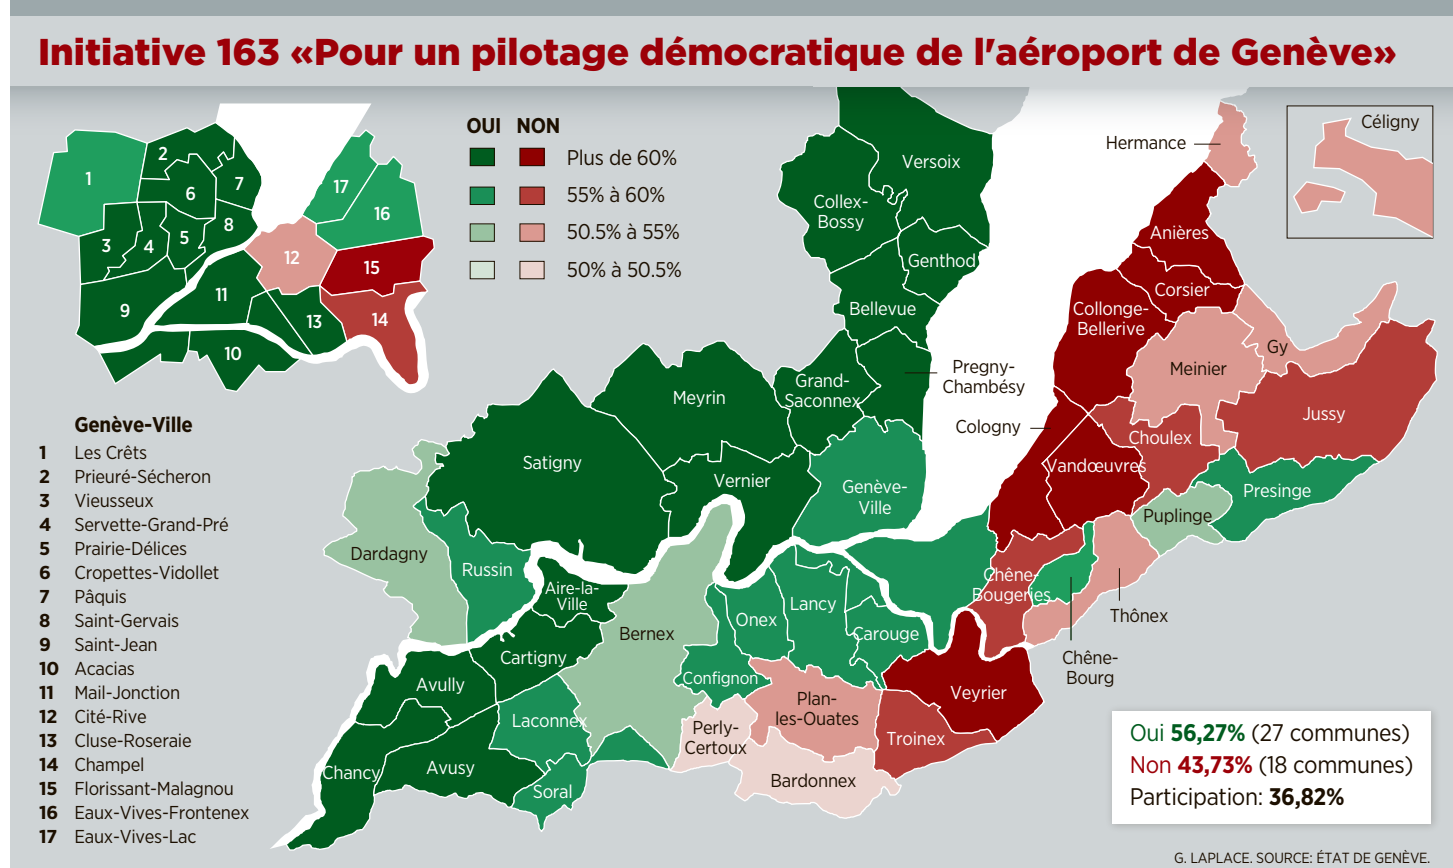 Initiative 163 «Pour un pilotage démocratique de l'aéroport de Genève»
OUI NON
Plus de 60%
55% à 60%
50.5% à 55%
50% à 50.5%
1
2
3
4
5
6
7
8
9
10
11
12
13
14
15
16
17
Genève-Ville
1 Les Crêts
2 Prieuré-Sécheron
3 Vieusseux
4 Servette-Grand-Pré
5 Prairie-Délices
6 Cropettes-Vidollet
7 Pâquis
8 Saint-Gervais
9 Saint-Jean
10 Acacias
11 Mail-Jonction
12 Cité-Rive
13 Cluse-Roseraie
14 Champel
15 Florissant-Malagnou
16 Eaux-Vives-Frontenex
17 Eaux-Vives-Lac
Céligny
Hermance
Versoix
Collex-
Bossy
Genthod
Bellevue
Anières
Corsier
Collonge-
Bellerive
Gy
Meinier
Pregny-
Chambésy
Grand-
Saconnex
Meyrin
Cologny
Jussy
Choulex
Vandœuvres
Satigny
Vernier
Genève-
Ville
Presinge
Puplinge
Dardagny
Russin
Aire-la-
Ville
Chêne-
Bougeries
Thônex
Chêne-
Bourg
Bernex
Onex
Lancy
Carouge
Cartigny
Confignon
Avully
Veyrier
Plan-
les-Ouates
Laconnex
Perly-
Certoux
Troinex
Chancy
Avusy
Soral
Bardonnex
Oui 56,27% (27 communes)
Non 43,73% (18 communes)
Participation: 36,82%
G. LAPLACE. SOURCE: ÉTAT DE GENÈVE.